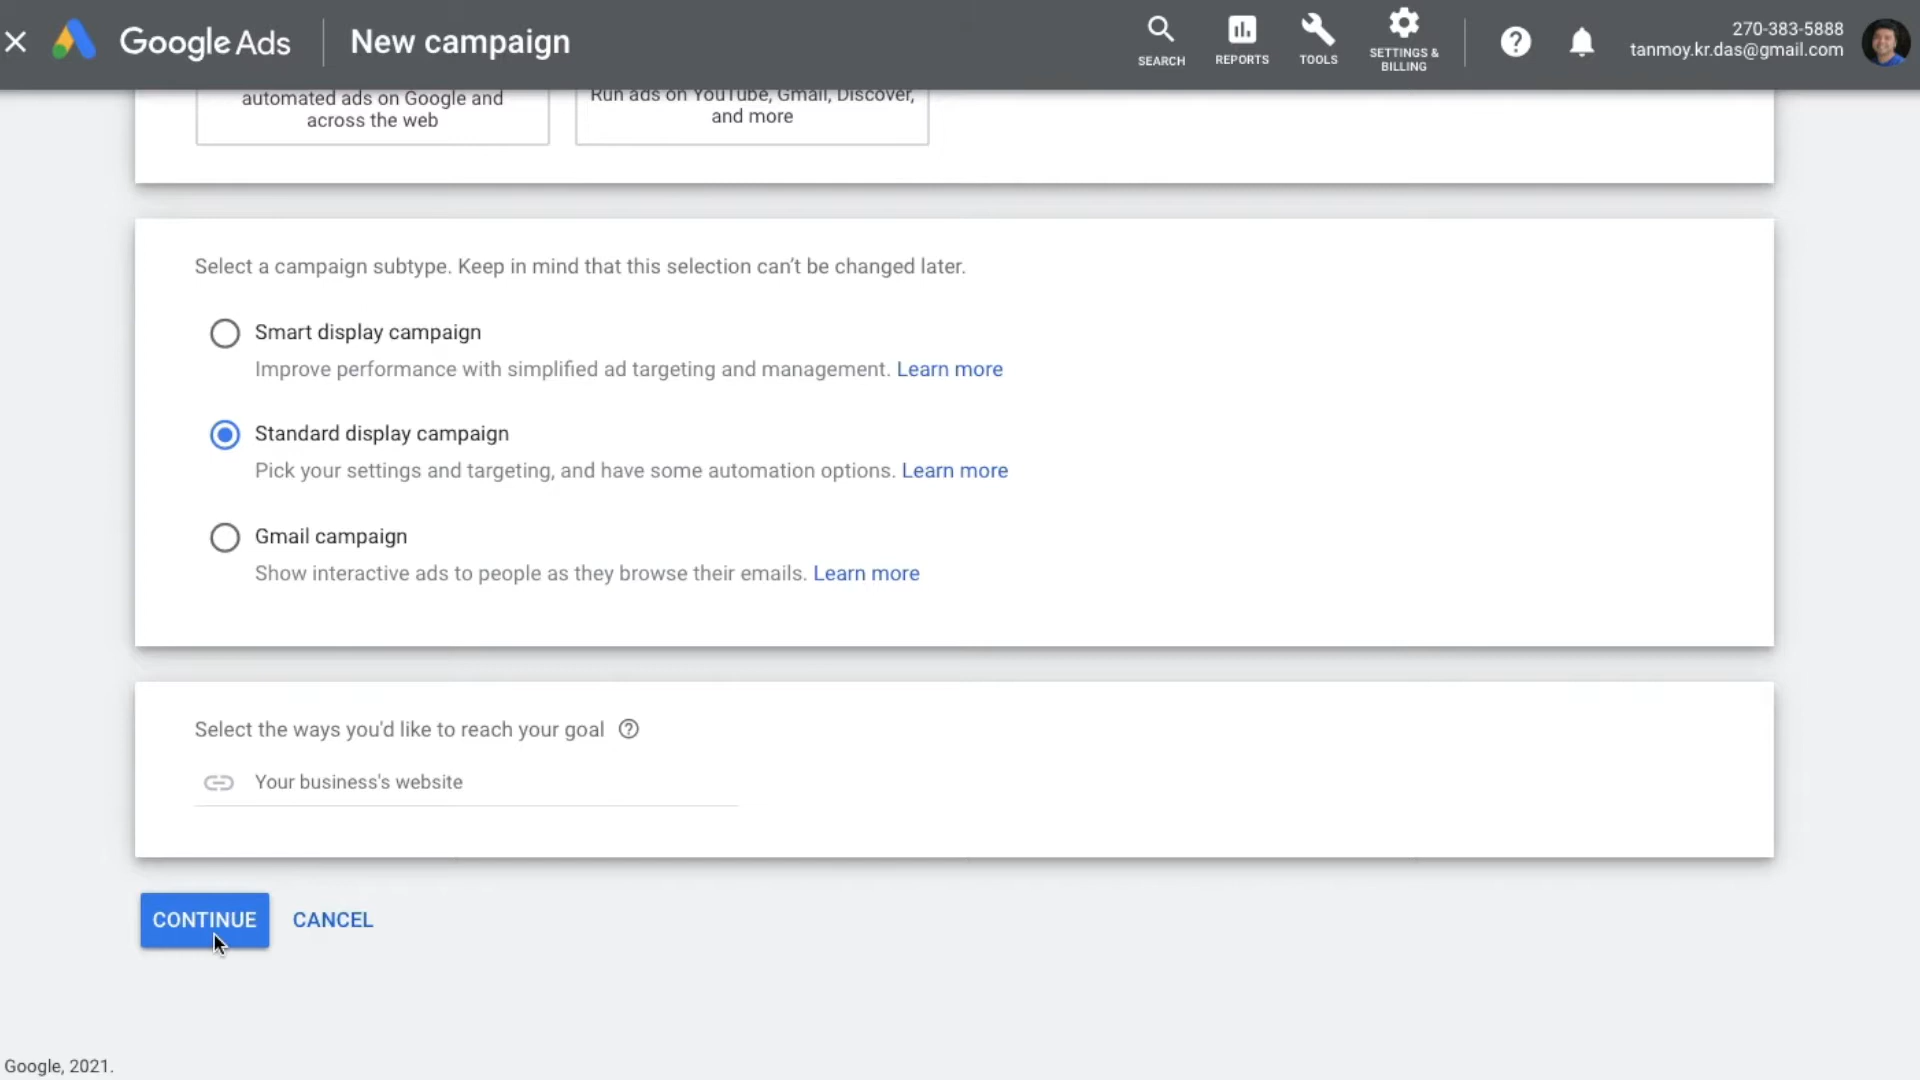 Google Ads
New campaign
SEARCH
REPORTS
TOOLS
SETTINGS &
BILLING
270-383-5888
tanmoy.kr.das@gmail.com
automated ads on Google and
across the web
Run ads on YouTube, Gmail, Discover,
and more
Select a campaign subtype. Keep in mind that this selection can't be changed later.
Smart display campaign
Improve performance with simplified ad targeting and management. Learn more
Standard display campaign
Pick your settings and targeting, and have some automation options. Learn more
Gmail campaign
Show interactive ads to people as they browse their emails. Learn more
Select the ways you'd like to reach your goal
Your business's website
CONTINUE
CANCEL
Google, 2021.